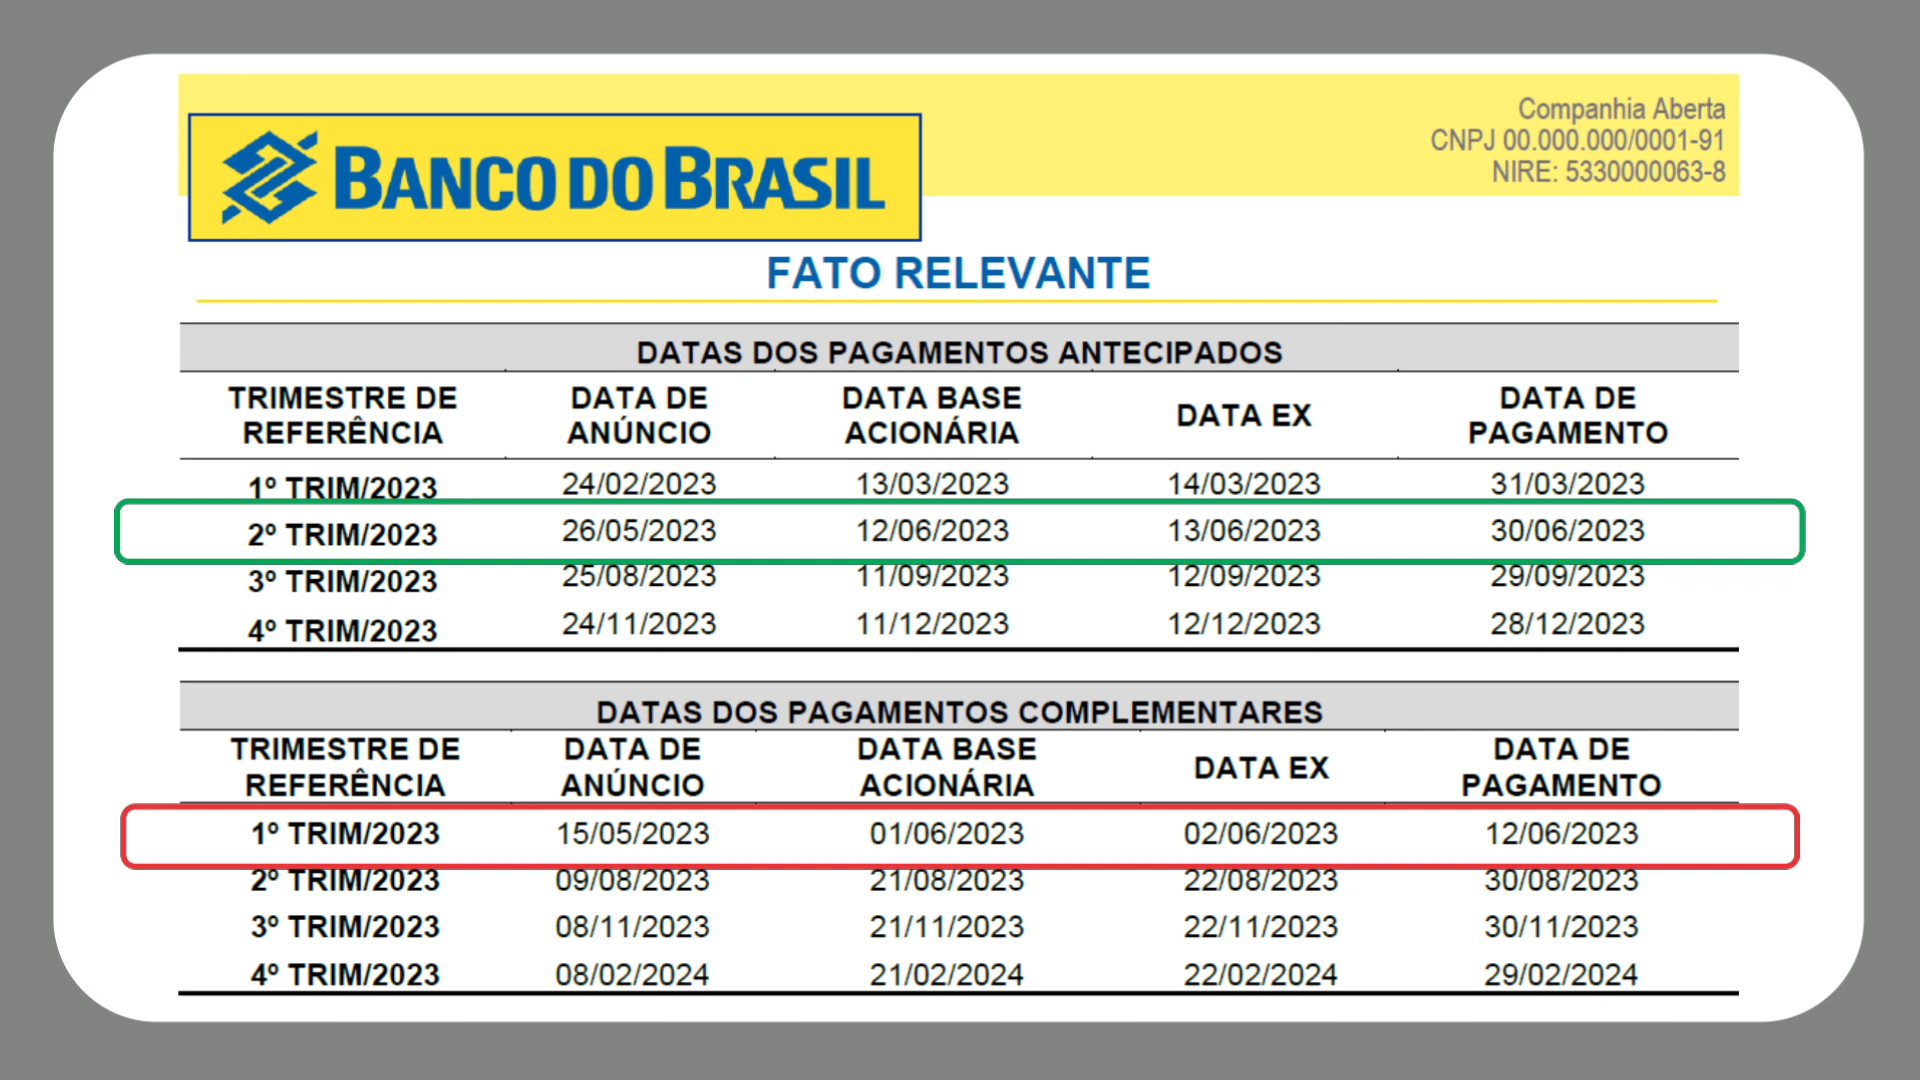 Companhia Aberta
CNPJ 00.000.000/0001-91
NIRE: 5330000063-8
BANCO DO BRASIL
FATO RELEVANTE
DATAS DOS PAGAMENTOS ANTECIPADOS
TRIMESTRE DE REFERÊNCIA DATA DE ANÚNCIO DATA BASE ACIONÁRIA DATA EX DATA DE PAGAMENTO
1º TRIM/2023 24/02/2023 13/03/2023 14/03/2023 31/03/2023
2º TRIM/2023 26/05/2023 12/06/2023 13/06/2023 30/06/2023
3º TRIM/2023 25/08/2023 11/09/2023 12/09/2023 29/09/2023
4º TRIM/2023 24/11/2023 11/12/2023 12/12/2023 28/12/2023
DATAS DOS PAGAMENTOS COMPLEMENTARES
TRIMESTRE DE REFERÊNCIA DATA DE ANÚNCIO DATA BASE ACIONÁRIA DATA EX DATA DE PAGAMENTO
1º TRIM/2023 15/05/2023 01/06/2023 02/06/2023 12/06/2023
2º TRIM/2023 09/08/2023 21/08/2023 22/08/2023 30/08/2023
3º TRIM/2023 08/11/2023 21/11/2023 22/11/2023 30/11/2023
4º TRIM/2023 08/02/2024 21/02/2024 22/02/2024 29/02/2024